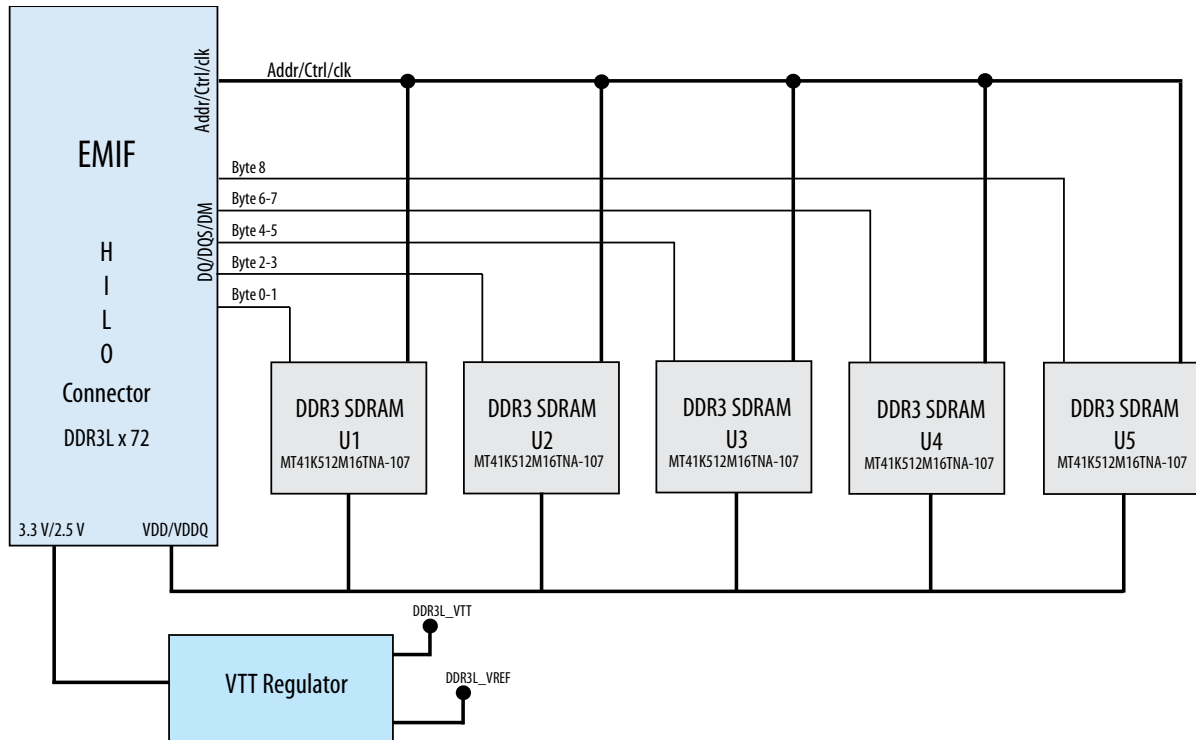 Addr/Ctrl/clk
Addr/Ctrl/clk
EMIF
H
I
L
O
Connector
DDR3L x 72
DQ/DQS/DM
Byte 8
Byte 6-7
Byte 4-5
Byte 2-3
Byte 0-1
DDR3 SDRAM
U1
MT41K512M16TNA-107
DDR3 SDRAM
U2
MT41K512M16TNA-107
DDR3 SDRAM
U3
MT41K512M16TNA-107
DDR3 SDRAM
U4
MT41K512M16TNA-107
DDR3 SDRAM
U5
MT41K512M16TNA-107
3.3 V/2.5 V
VDD/VDDQ
DDR3L_VTT
VTT Regulator
DDR3L_VREF